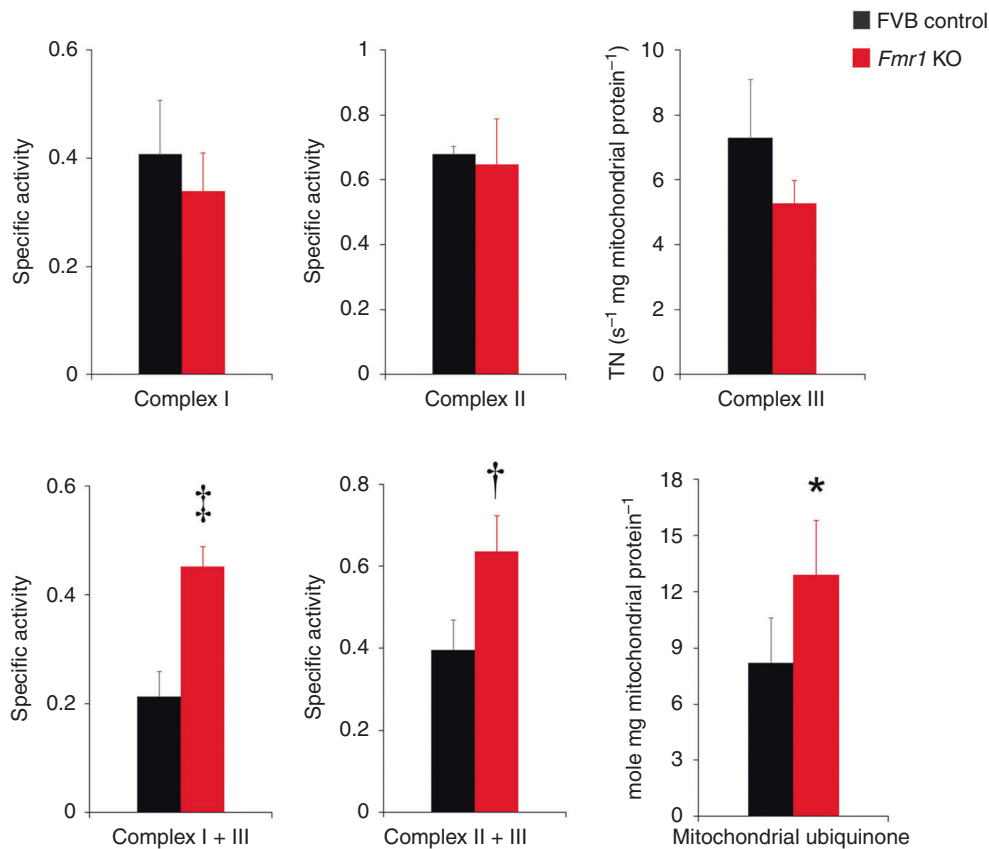 FVB control
Fmr1 KO
Specific activity
0.6
0.4
0.2
0
Complex I
Specific activity
1
0.8
0.6
0.4
0.2
0
Complex II
TN (s⁻¹ mg mitochondrial protein⁻¹)
10
8
6
4
2
0
Complex III
Specific activity
0.6
0.4
0.2
0
‡
Complex I + III
Specific activity
0.8
0.6
0.4
0.2
0
†
Complex II + III
mole mg mitochondrial protein⁻¹
18
15
12
9
6
3
0
*
Mitochondrial ubiquinone